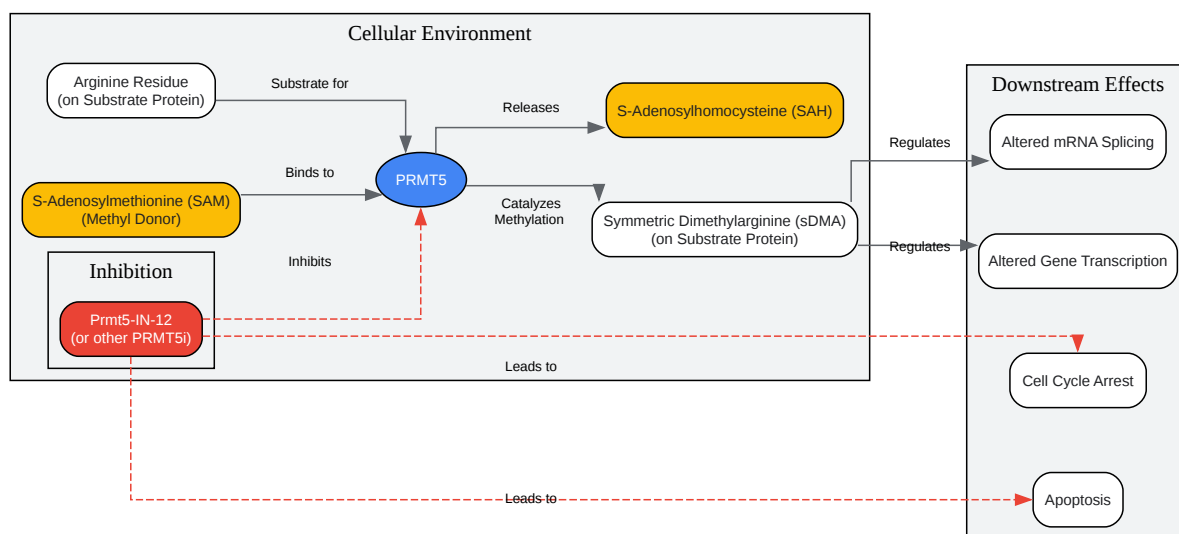 Cellular Environment
Arginine Residue
(on Substrate Protein)
Substrate for
Releases
S-Adenosylhomocysteine (SAH)
Binds to
S-Adenosylmethionine (SAM)
(Methyl Donor)
PRMT5
Catalyzes
Methylation
Symmetric Dimethylarginine (sDMA)
(on Substrate Protein)
Inhibition
Prmt5-IN-12
(or other PRMT5i)
Inhibits
Leads to
Leads to
Regulates
Regulates
Downstream Effects
Altered mRNA Splicing
Altered Gene Transcription
Cell Cycle Arrest
Apoptosis